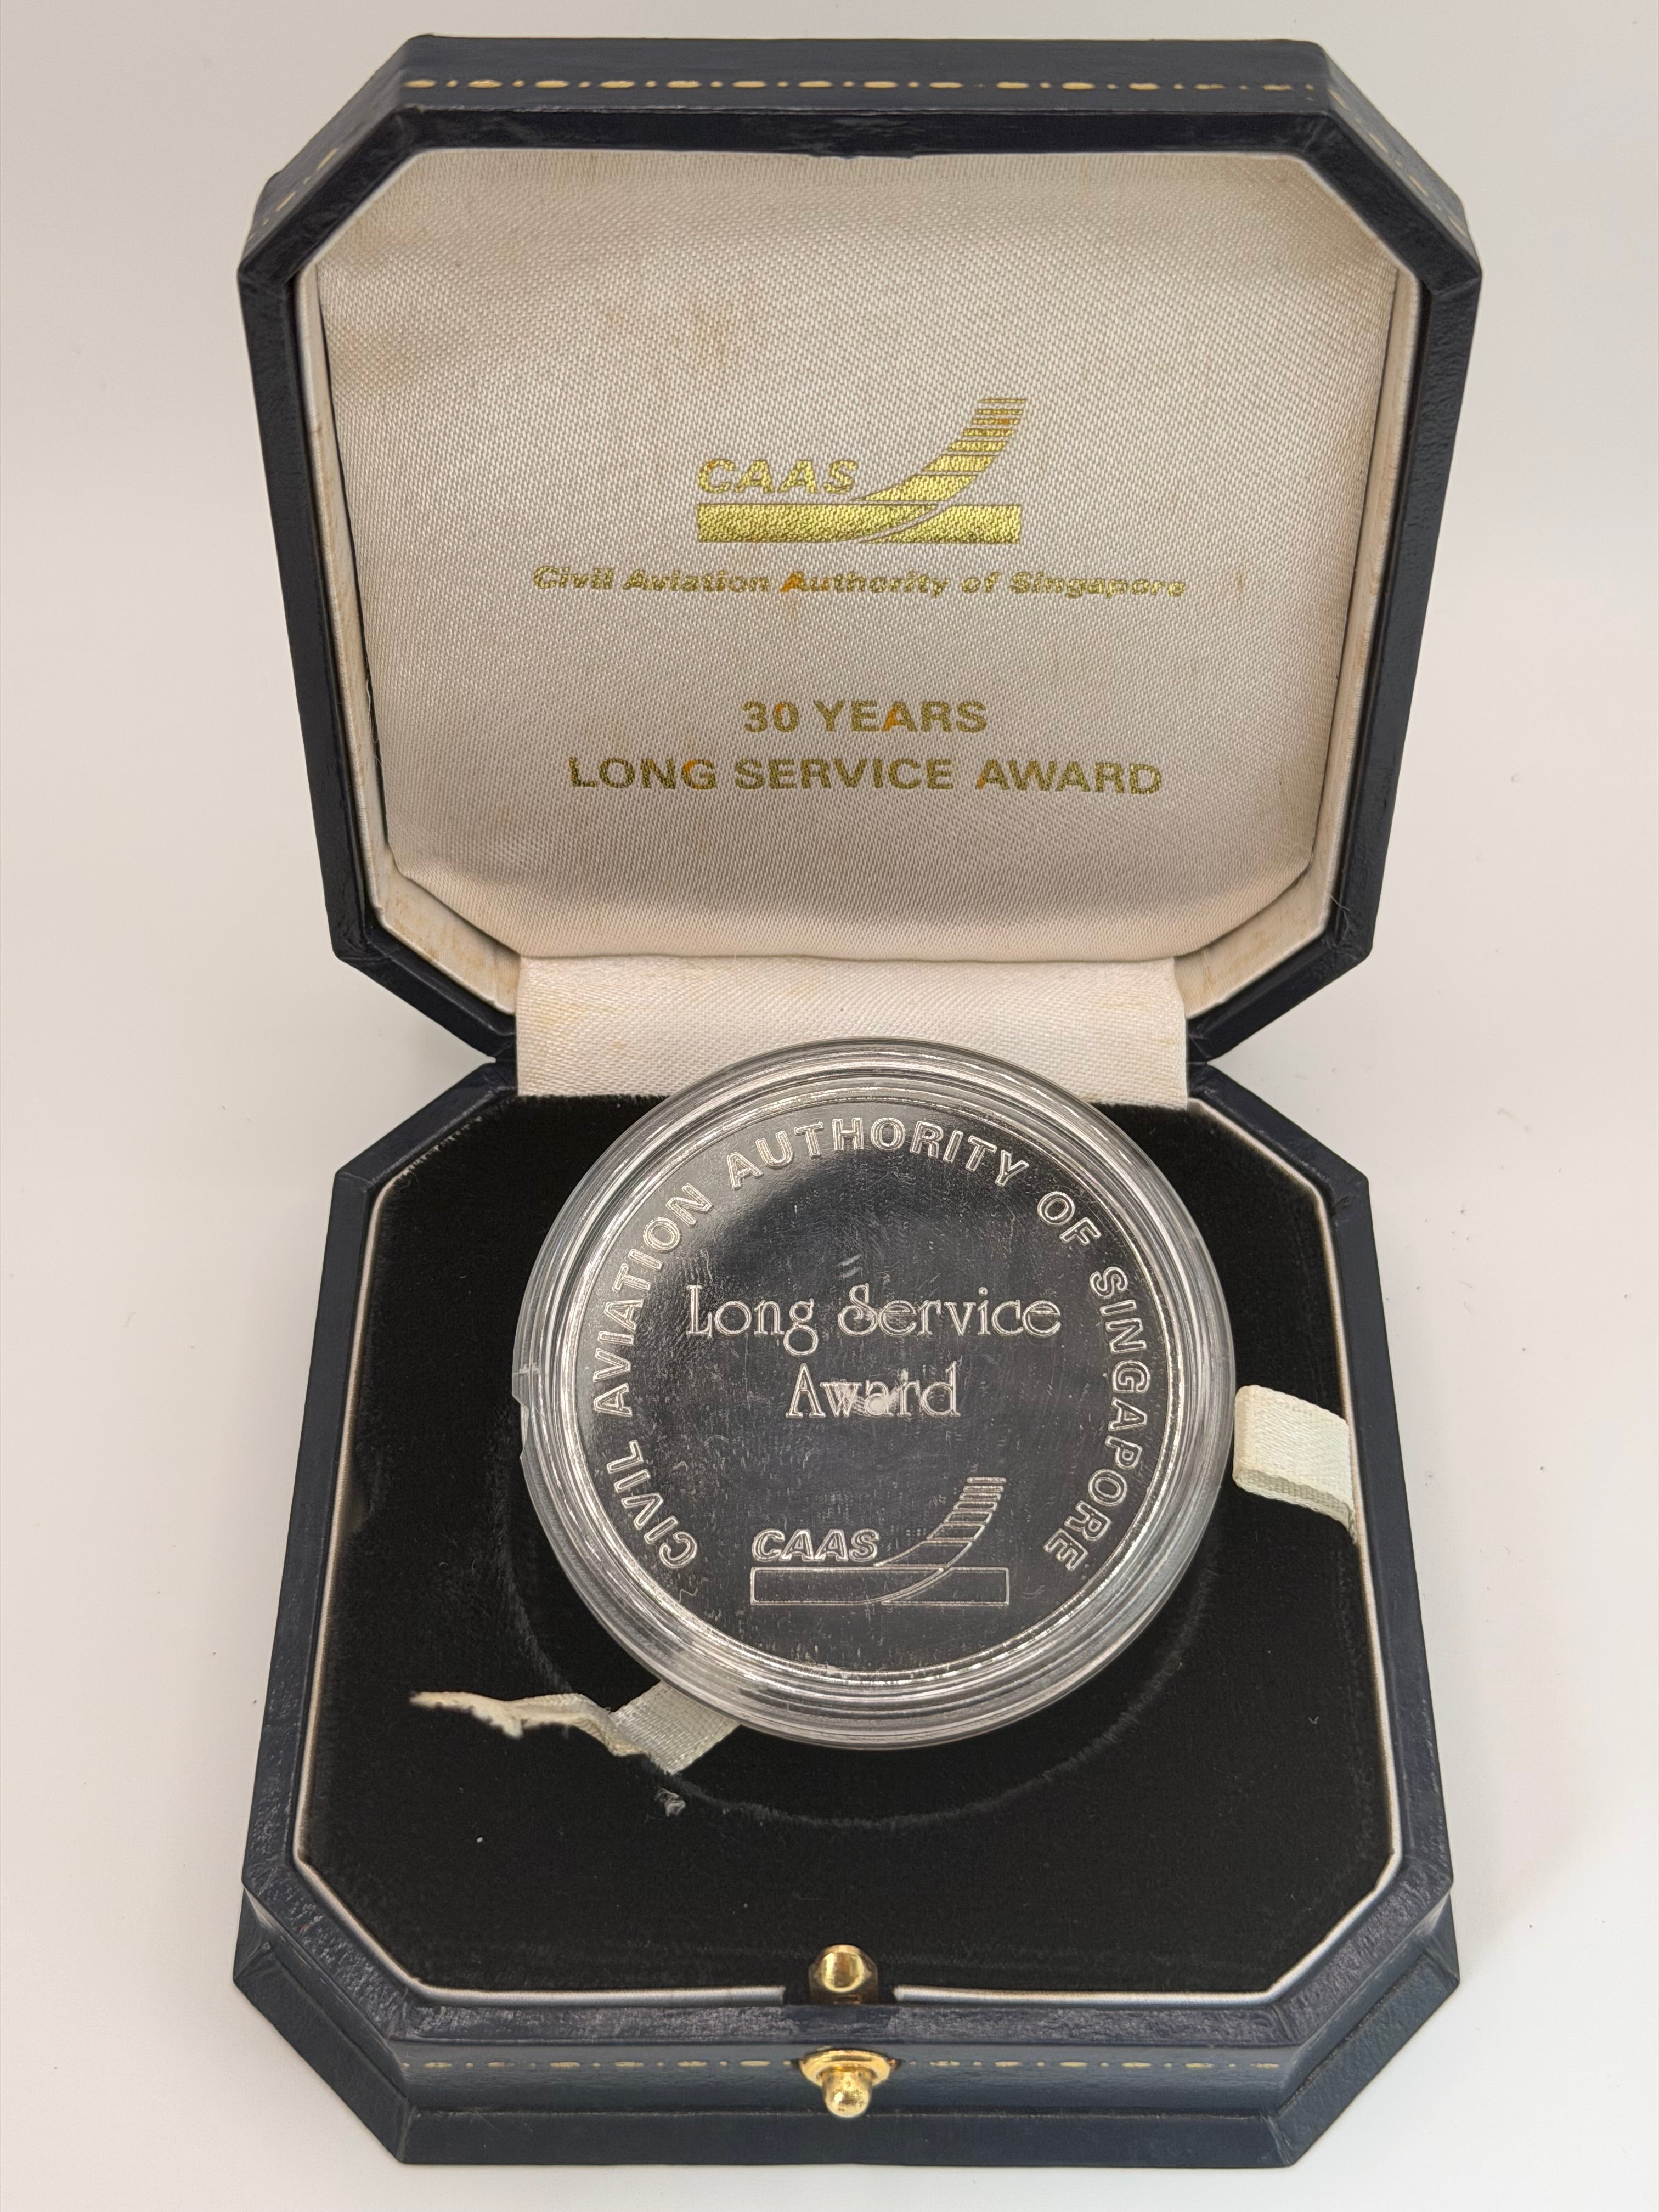 CAAS
Civil Aviation Authority of Singapore
30 YEARS
LONG SERVICE AWARD
CIVIL AVIATION AUTHORITY OF SINGAPORE
Long Service
Award
CAAS